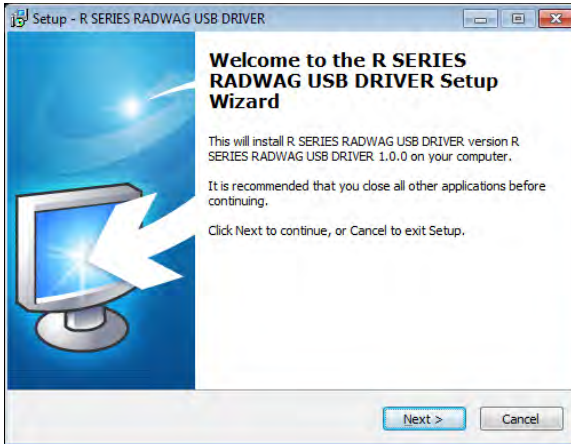 Setup - R SERIES RADWAG USB DRIVER
Welcome to the R SERIES
RADWAG USB DRIVER Setup
Wizard
This will install R SERIES RADWAG USB DRIVER version R
SERIES RADWAG USB DRIVER 1.0.0 on your computer.
It is recommended that you close all other applications before
continuing.
Click Next to continue, or Cancel to exit Setup.
Next >
Cancel